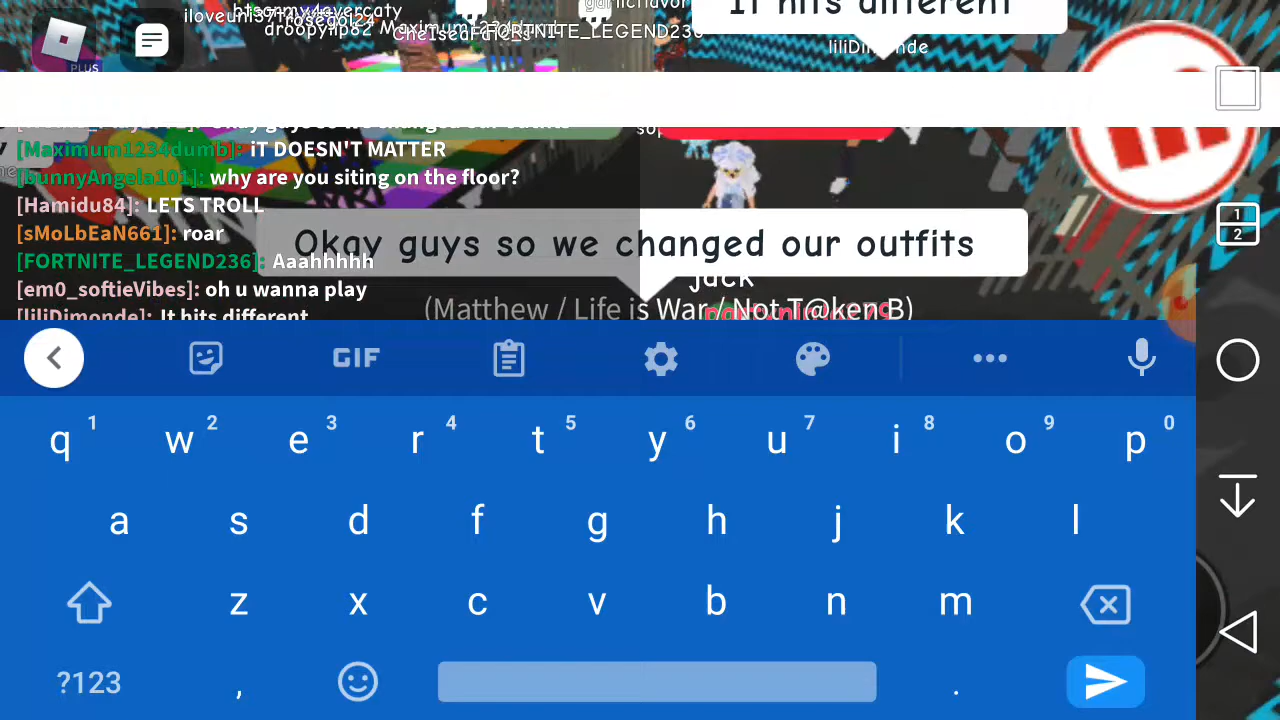 It hits different
liliDimonde
FORTNITE_LEGEND236
PLUS
[Maximum1234dumb]: iT DOESN'T MATTER
[bunnyAngela101]: why are you siting on the floor?
[Hamidu84]: LETS TROLL
[sMoLbEaN661]: roar
[FORTNITE_LEGEND236]: Aaahhhhh
[em0_softieVibes]: oh u wanna play
[liliDimonde]: It hits different
Okay guys so we changed our outfits
jack
(Matthew / Life is War / Not T@ken B)
GIF
q 1 w 2 e 3 r 4 t 5 y 6 u 7 i 8 o 9 p 0
a s d f g h j k l
z x c v b n m
?123 , .
1
2